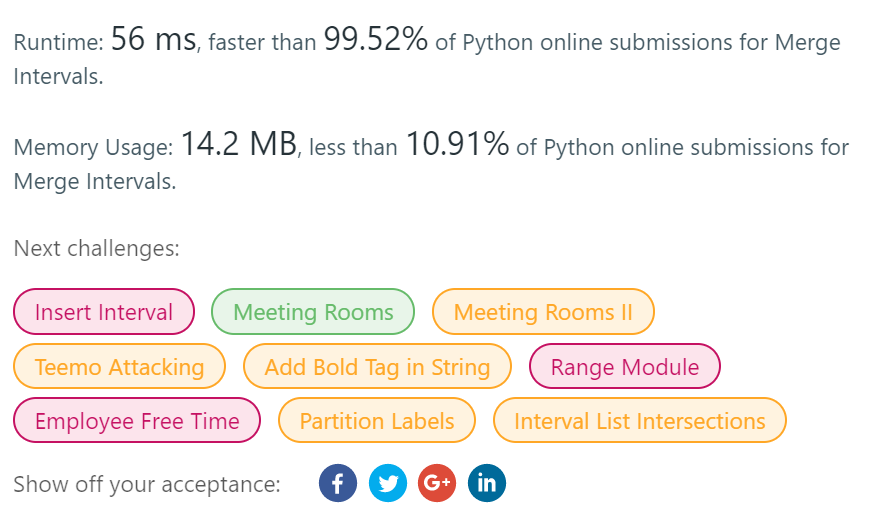 Runtime: 56 ms, faster than 99.52% of Python online submissions for Merge
Intervals.
Memory Usage: 14.2 MB, less than 10.91% of Python online submissions for
Merge Intervals.
Next challenges:
Insert Interval Meeting Rooms Meeting Rooms II
Teemo Attacking Add Bold Tag in String Range Module
Employee Free Time Partition Labels Interval List Intersections
Show off your acceptance: f G+ in